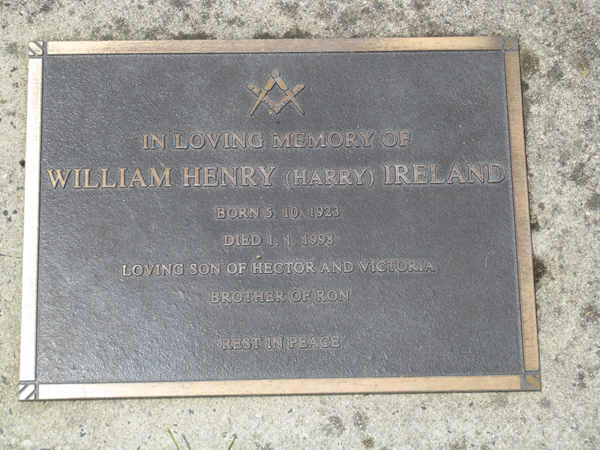 IN LOVING MEMORY OF
WILLIAM HENRY (HARRY) IRELAND
BORN 5. 10. 1923
DIED 1. 1. 1998
LOVING SON OF HECTOR AND VICTORIA
BROTHER OF RON
REST IN PEACE